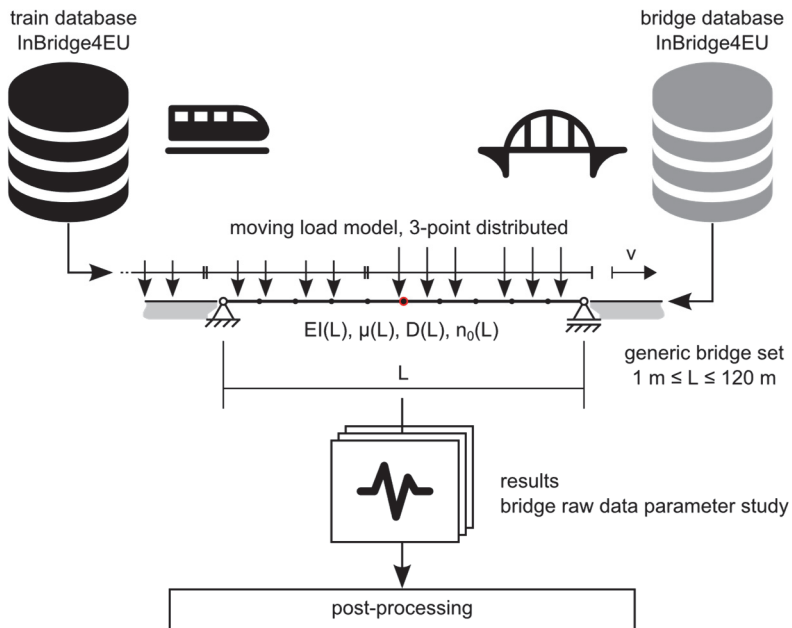 train database
InBridge4EU
bridge database
InBridge4EU
moving load model, 3-point distributed
v
EI(L), μ(L), D(L), n₀(L)
generic bridge set
1 m ≤ L ≤ 120 m
L
results
bridge raw data parameter study
post-processing